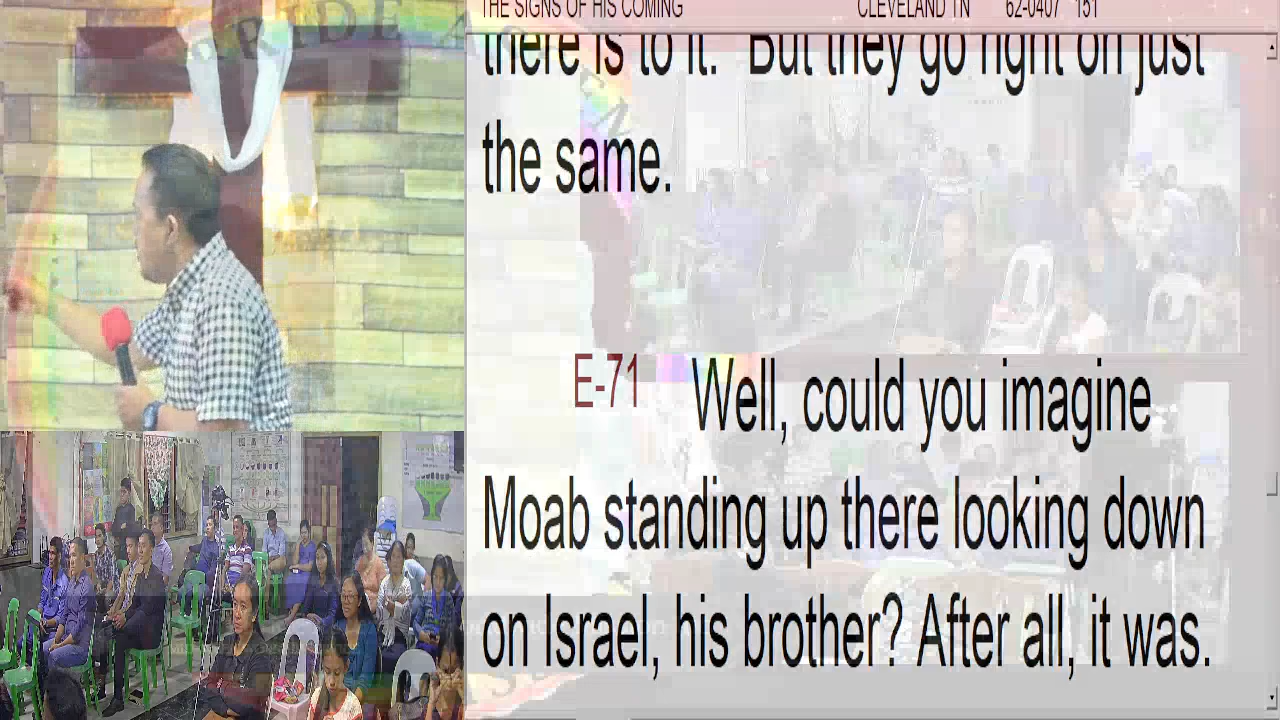 THE SIGNS OF HIS COMING CLEVELAND TN 62-0407 151
there is to it. But they go right on just
the same.
E-71 Well, could you imagine
Moab standing up there looking down
on Israel, his brother? After all, it was.